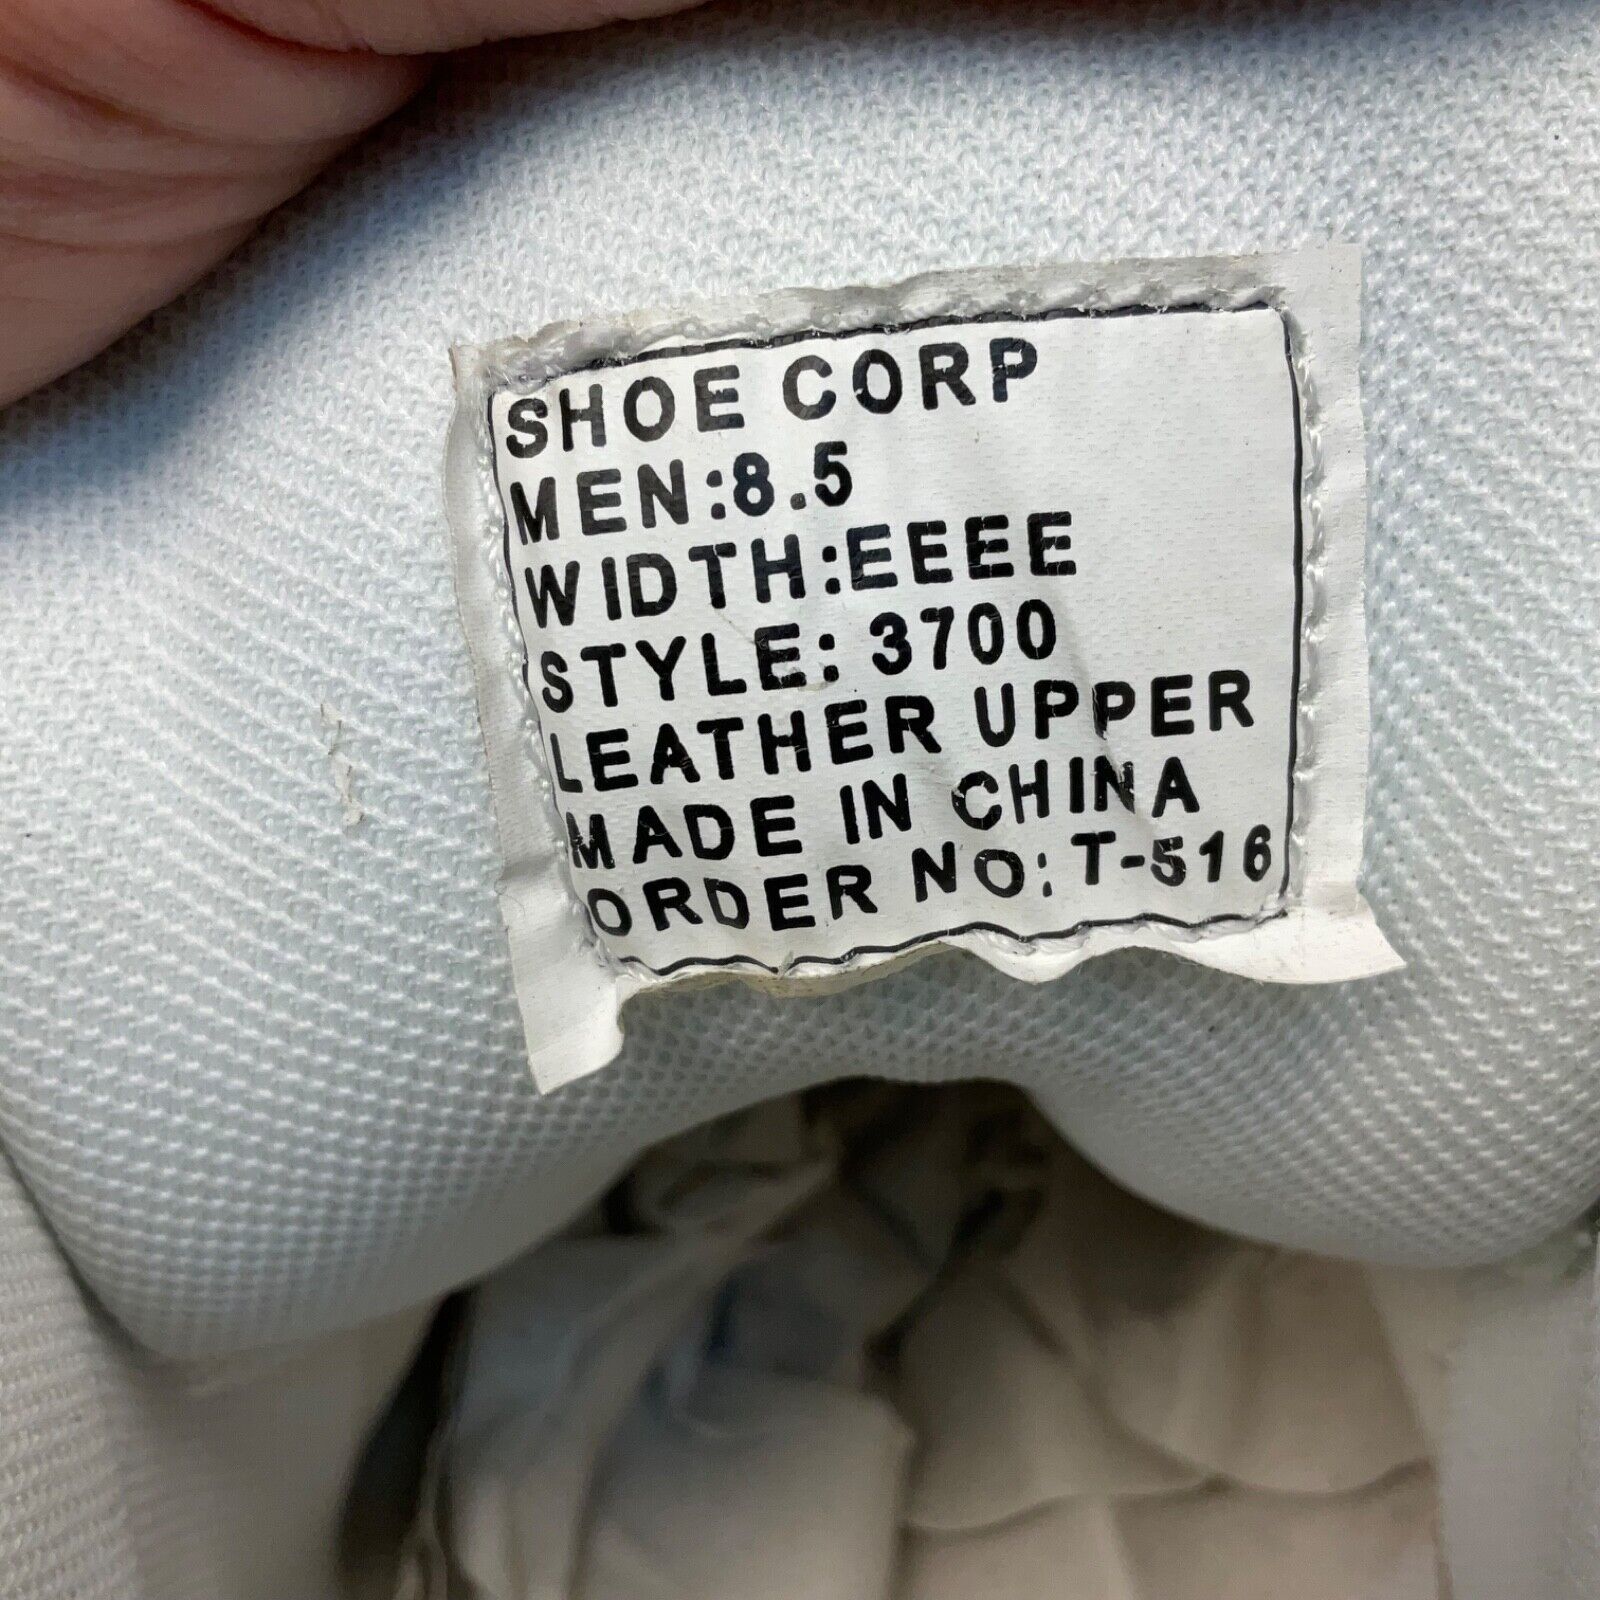 SHOE CORP
MEN:8.5
WIDTH:EEEE
STYLE: 3700
LEATHER UPPER
MADE IN CHINA
ORDER NO: T-516